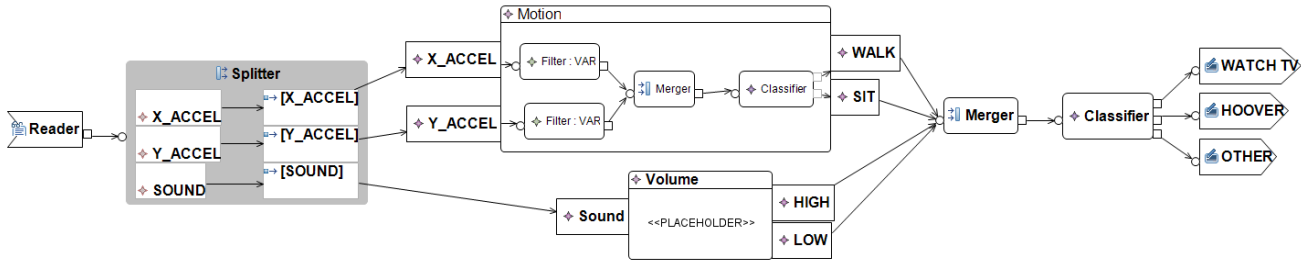 Reader
Splitter
X_ACCEL
[X_ACCEL]
Y_ACCEL
[Y_ACCEL]
SOUND
[SOUND]
Motion
X_ACCEL
Y_ACCEL
Filter : VAR
Filter : VAR
Merger
Classifier
WALK
SIT
Sound
Volume
<<PLACEHOLDER>>
HIGH
LOW
Merger
Classifier
WATCH TV
HOOVER
OTHER